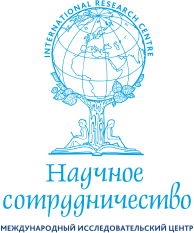 INTERNATIONAL RESEARCH CENTRE
Научное
сотрудничество
МЕЖДУНАРОДНЫЙ ИССЛЕДОВАТЕЛЬСКИЙ ЦЕНТР